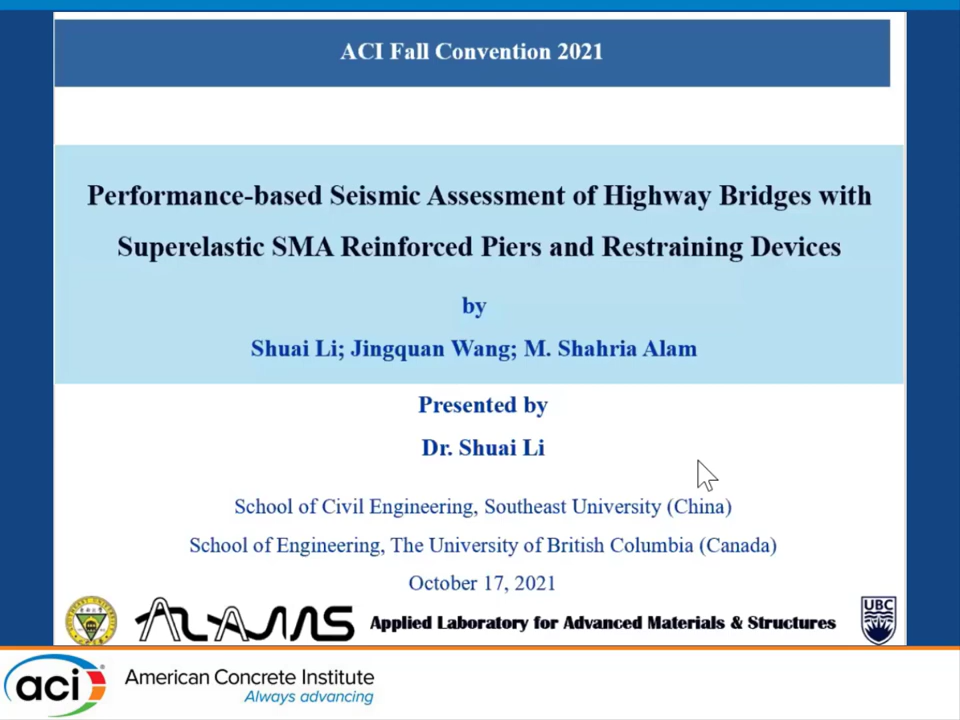 ACI Fall Convention 2021
Performance-based Seismic Assessment of Highway Bridges with
Superelastic SMA Reinforced Piers and Restraining Devices
by
Shuai Li; Jingquan Wang; M. Shahria Alam
Presented by
Dr. Shuai Li
School of Civil Engineering, Southeast University (China)
School of Engineering, The University of British Columbia (Canada)
October 17, 2021
ALAMS Applied Laboratory for Advanced Materials & Structures UBC
aci American Concrete Institute
Always advancing